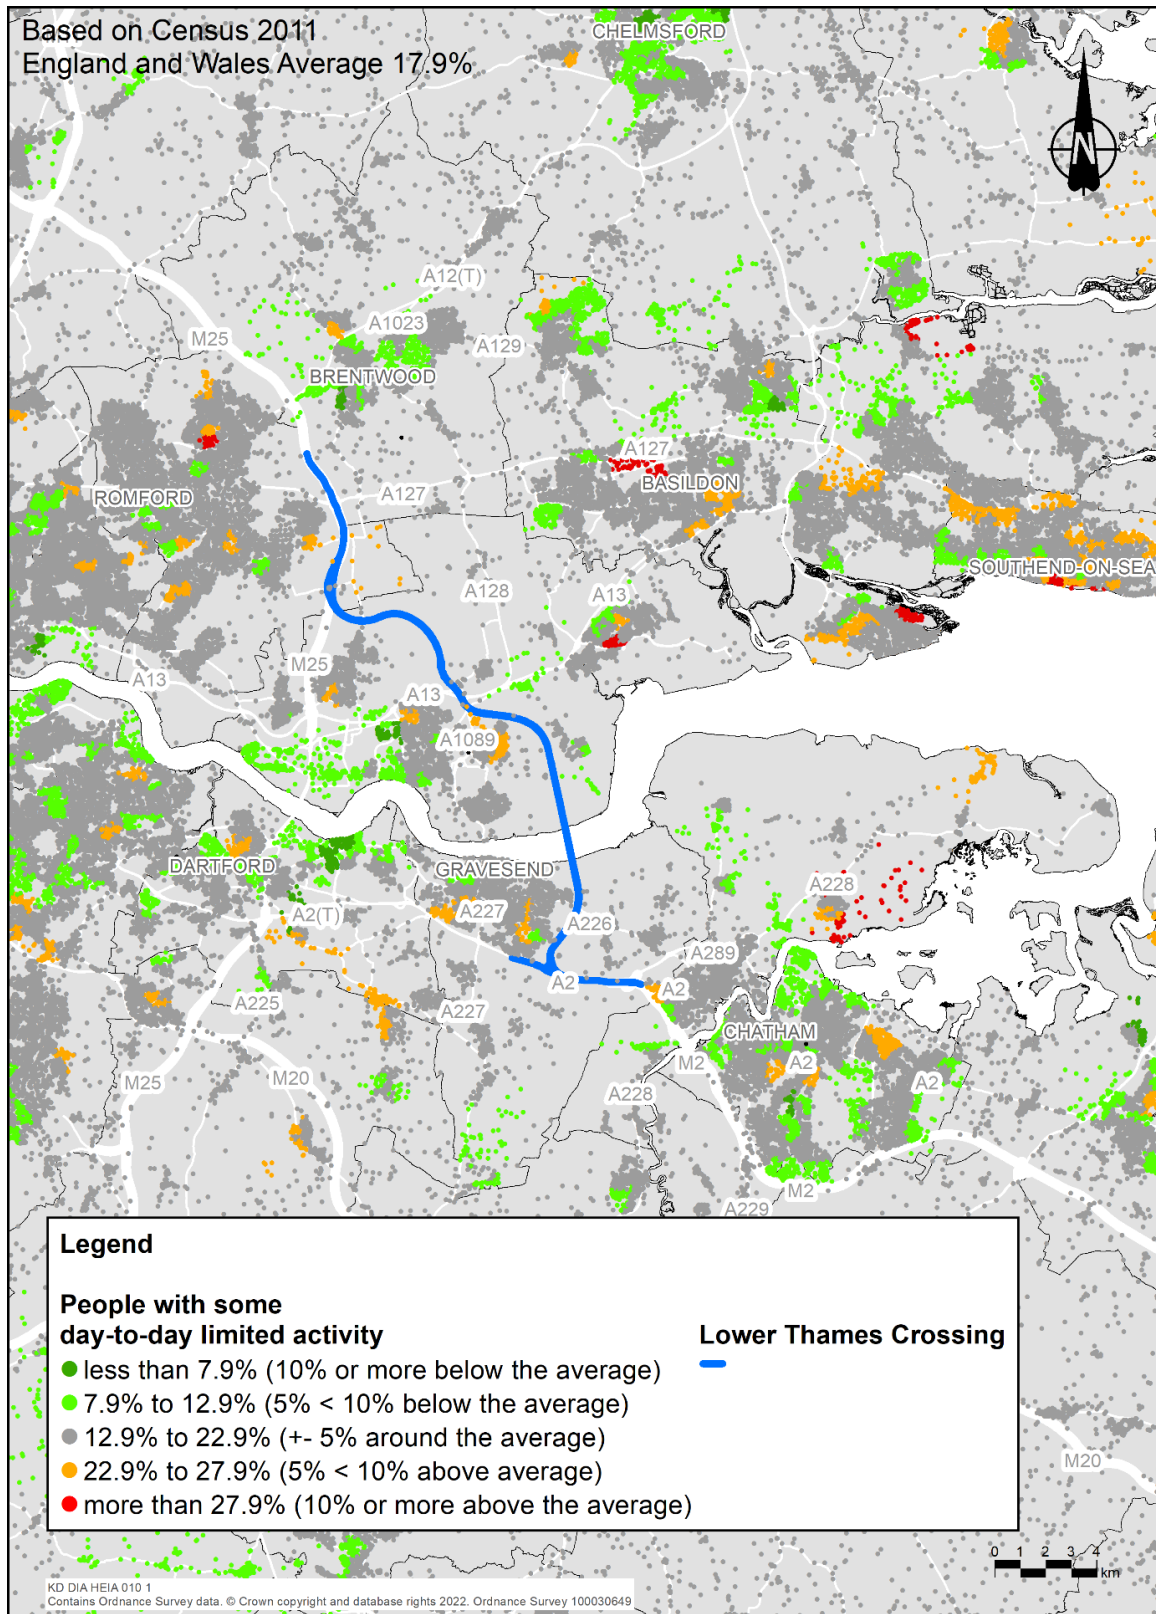 Based on Census 2011
England and Wales Average 17.9%
CHELMSFORD
N
A12(T)
M25
A1023
A129
BRENTWOOD
A127
BASILDON
ROMFORD
A127
SOUTHEND-ON-SEA
A128
A13
M25
A13
A13
A1089
DARTFORD
GRAVESEND
A228
A227
A2(T)
A226
A289
A2
A2
A225
A227
CHATHAM
M2
A2
A2
M25
M20
A228
M2
A229
Legend
People with some
day-to-day limited activity
Lower Thames Crossing
less than 7.9% (10% or more below the average)
7.9% to 12.9% (5% < 10% below the average)
12.9% to 22.9% (+- 5% around the average)
22.9% to 27.9% (5% < 10% above average)
more than 27.9% (10% or more above the average)
M20
0 1 2 3 4
km
KD DIA HEIA 010 1
Contains Ordnance Survey data. © Crown copyright and database rights 2022. Ordnance Survey 100030649